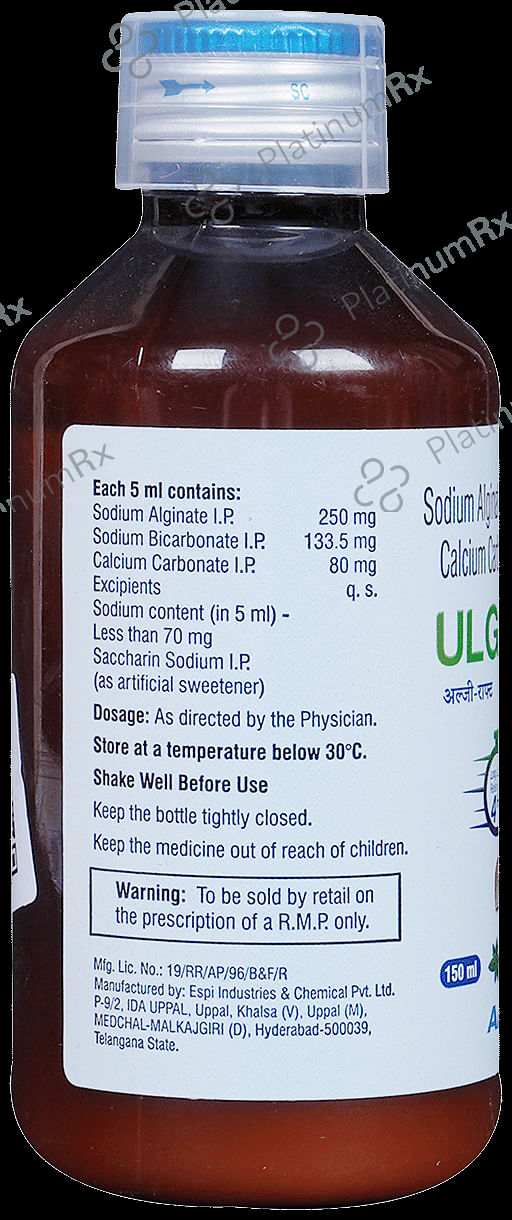 SC
PlatinumRx
Each 5 ml contains:
Sodium Alginate I.P. 250 mg
Sodium Bicarbonate I.P. 133.5 mg
Calcium Carbonate I.P. 80 mg
Excipients q. s.
Sodium content (in 5 ml) -
Less than 70 mg
Saccharin Sodium I.P.
(as artificial sweetener)
Dosage: As directed by the Physician.
Store at a temperature below 30°C.
Shake Well Before Use
Keep the bottle tightly closed.
Keep the medicine out of reach of children.
Warning: To be sold by retail on
the prescription of a R.M.P. only.
Mfg. Lic. No.: 19/RR/AP/96/B&F/R
Manufactured by: Espi Industries & Chemical Pvt. Ltd.
P-9/2, IDA UPPAL, Uppal, Khalsa (V), Uppal (M),
MEDCHAL-MALKAJGIRI (D), Hyderabad-500039,
Telangana State.
Sodium
Calcium
ULG
अल्जी-राफ्ट
150 ml